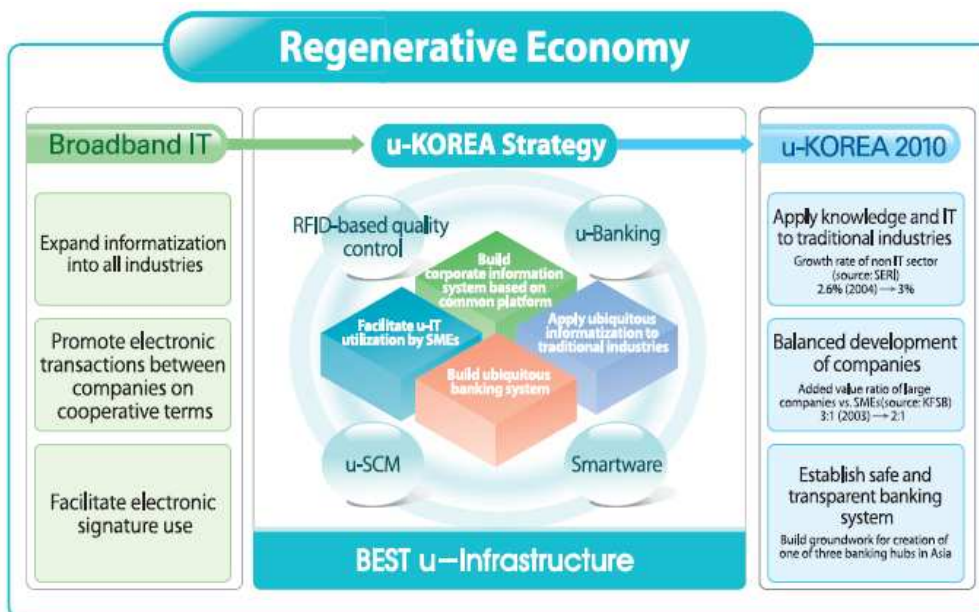 Regenerative Economy
Broadband IT
Expand informatization
into all industries
Promote electronic
transactions between
companies on
cooperative terms
Facilitate electronic
signature use
u-KOREA Strategy
RFID-based quality
control
u-Banking
Build
corporate information
system based on
common platform
Facilitate u-IT
utilization by SMEs
Apply ubiquitous
informatization to
traditional industries
Build ubiquitous
banking system
u-SCM
Smartware
BEST u-Infrastructure
u-KOREA 2010
Apply knowledge and IT
to traditional industries
Growth rate of non IT sector
(source: SERI)
2.6% (2004) → 3%
Balanced development
of companies
Added value ratio of large
companies vs. SMEs(source: KFSB)
3:1 (2003) → 2:1
Establish safe and
transparent banking
system
Build groundwork for creation of
one of three banking hubs in Asia